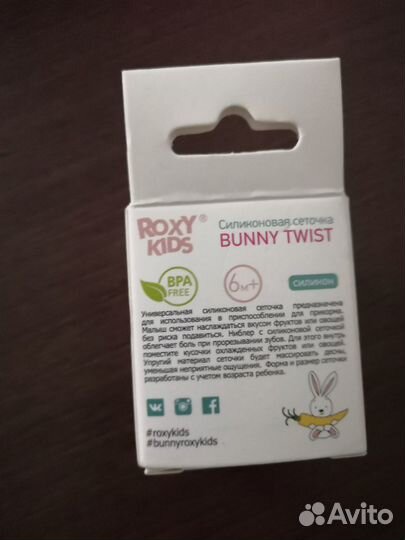 ROXY®
KIDS
Силиконовая сеточка
BUNNY TWIST
BPA
FREE
6м+
силикон
Универсальная силиконовая сеточка предназначена
для использования в приспособлении для прикорма.
Малыш сможет наслаждаться вкусом фруктов или овощей
без риска подавиться. Ниблер с силиконовой сеточкой
облегчает боль при прорезывании зубов. Для этого внутрь
поместите кусочки охлажденных фруктов или овощей.
Упругий материал сеточки будет массировать десны,
уменьшая неприятные ощущения. Форма и размер сеточки
разработаны с учетом возраста ребенка.
#roxykids
#bunnyroxykids
Avito